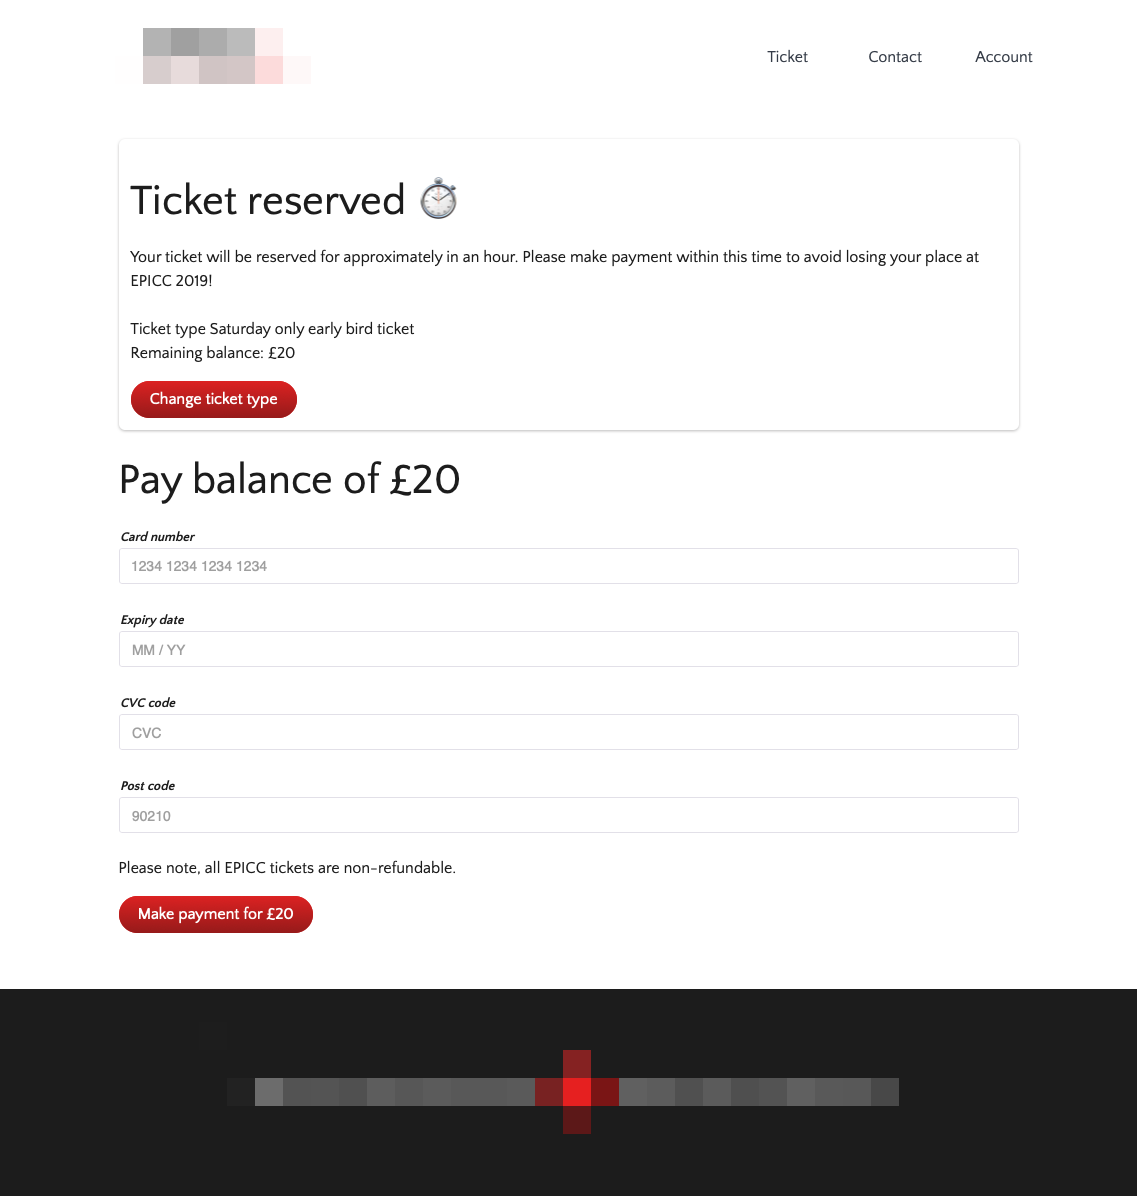 Ticket
Contact
Account
Ticket reserved
Your ticket will be reserved for approximately in an hour. Please make payment within this time to avoid losing your place at
EPICC 2019!
Ticket type Saturday only early bird ticket
Remaining balance: £20
Change ticket type
Pay balance of £20
Card number
1234 1234 1234 1234
Expiry date
MM / YY
CVC code
CVC
Post code
90210
Please note, all EPICC tickets are non-refundable.
Make payment for £20